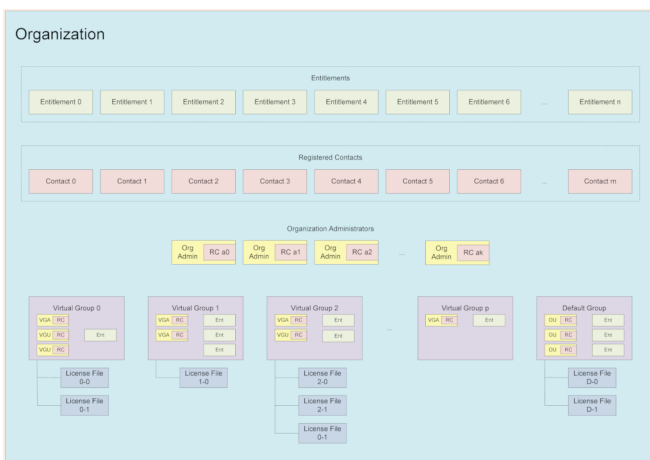 Organization
Entitlements
Entitlement 0 Entitlement 1 Entitlement 2 Entitlement 3 Entitlement 4 Entitlement 5 Entitlement 6 ... Entitlement n
Registered Contacts
Contact 0 Contact 1 Contact 2 Contact 3 Contact 4 Contact 5 Contact 6 ... Contact m
Organization Administrators
Org Admin RC a0 Org Admin RC a1 Org Admin RC a2 ... Org Admin RC ak
Virtual Group 0
VGA RC
VGU RC Ent
VGU RC
License File
0-0
License File
0-1
Virtual Group 1
VGA RC Ent
VGA RC Ent
Ent
License File
1-0
Virtual Group 2
VGA RC Ent
VGU RC Ent
License File
2-0
License File
2-1
License File
0-1
...
Virtual Group p
VGA RC Ent
Default Group
OU RC Ent
OU RC Ent
OU RC Ent
License File
D-0
License File
D-1